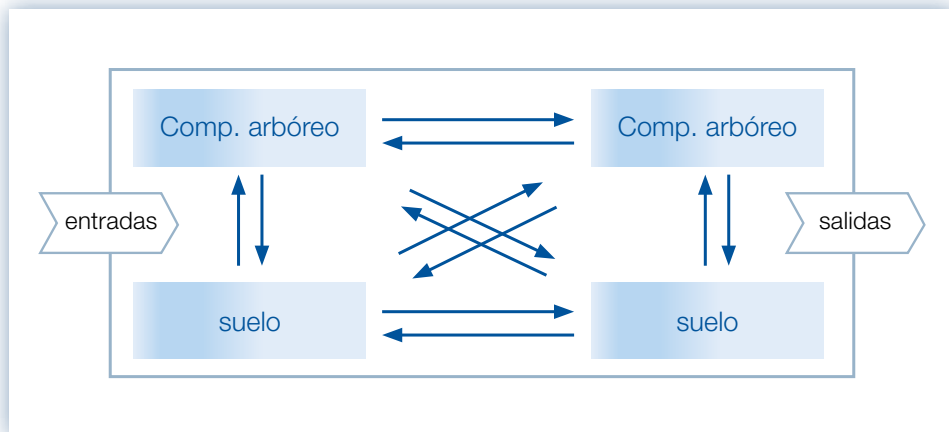 Comp. arbóreo
Comp. arbóreo
entradas
salidas
suelo
suelo